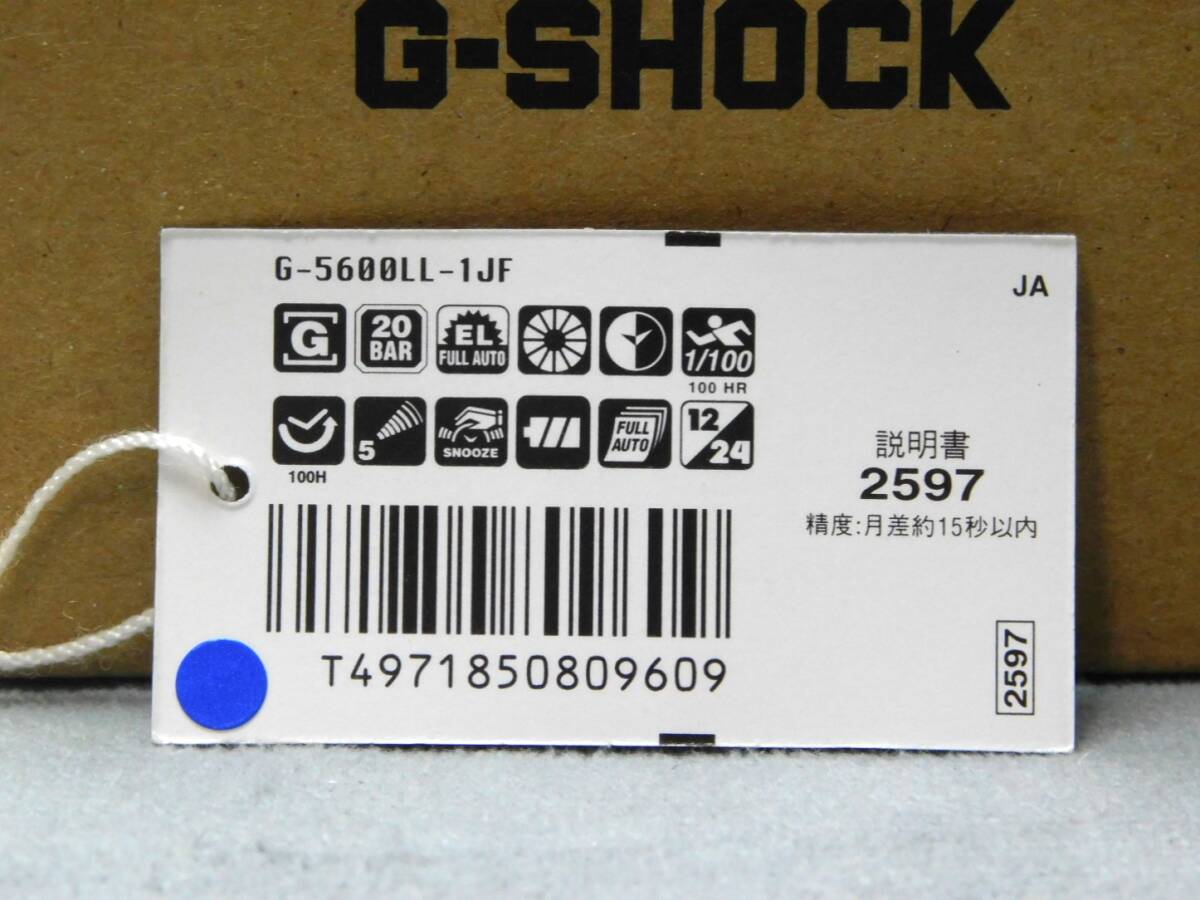 G-SHOCK
G-5600LL-1JF
JA
G
20 BAR
EL FULL AUTO
1/100
100 HR
5
SNOOZE
FULL AUTO
12/24
100H
説明書
2597
精度:月差約15秒以内
T4971850809609
2597